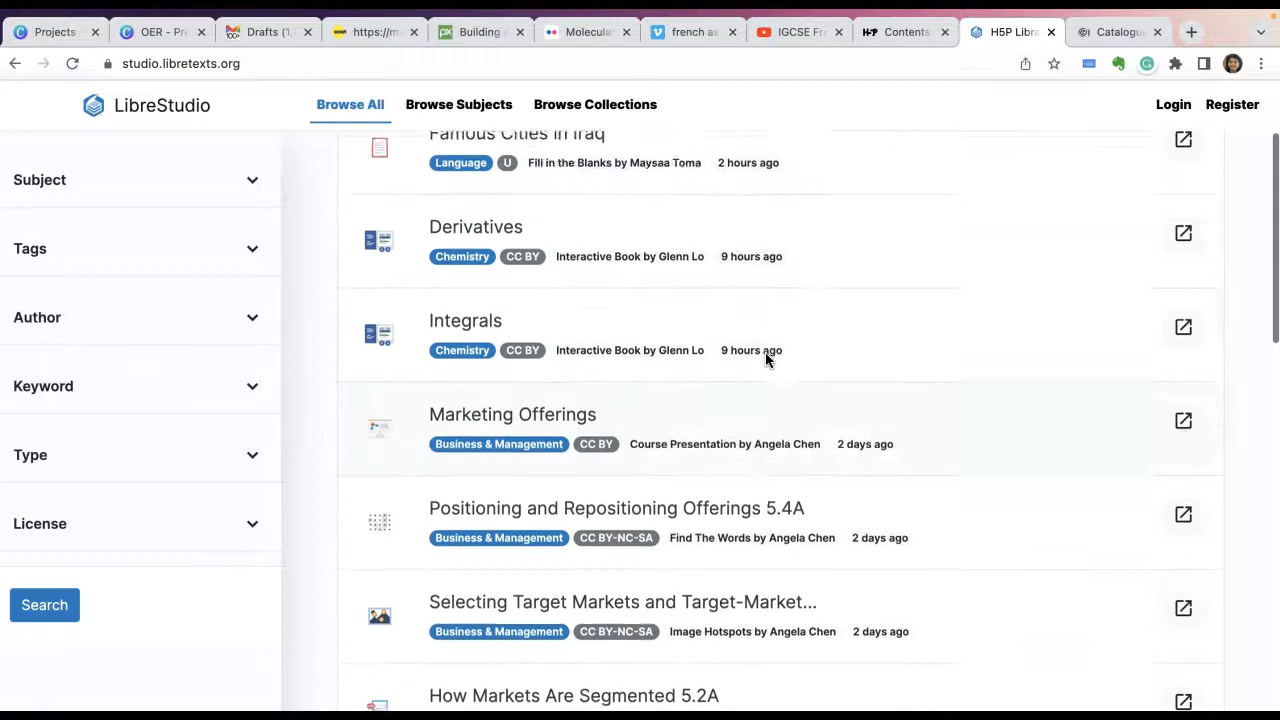 Projects
OER - Pre
Drafts (1,
https://m
Building
Molecular
french as
IGCSE Fr
Contents
H5P Libra
Catalogue
studio.libretexts.org
LibreStudio
Browse All
Browse Subjects
Browse Collections
Login
Register
Subject
Tags
Author
Keyword
Type
License
Search
Famous Cities in Iraq
Language U Fill in the Blanks by Maysaa Toma 2 hours ago
Derivatives
Chemistry CC BY Interactive Book by Glenn Lo 9 hours ago
Integrals
Chemistry CC BY Interactive Book by Glenn Lo 9 hours ago
Marketing Offerings
Business & Management CC BY Course Presentation by Angela Chen 2 days ago
Positioning and Repositioning Offerings 5.4A
Business & Management CC BY-NC-SA Find The Words by Angela Chen 2 days ago
Selecting Target Markets and Target-Market...
Business & Management CC BY-NC-SA Image Hotspots by Angela Chen 2 days ago
How Markets Are Segmented 5.2A